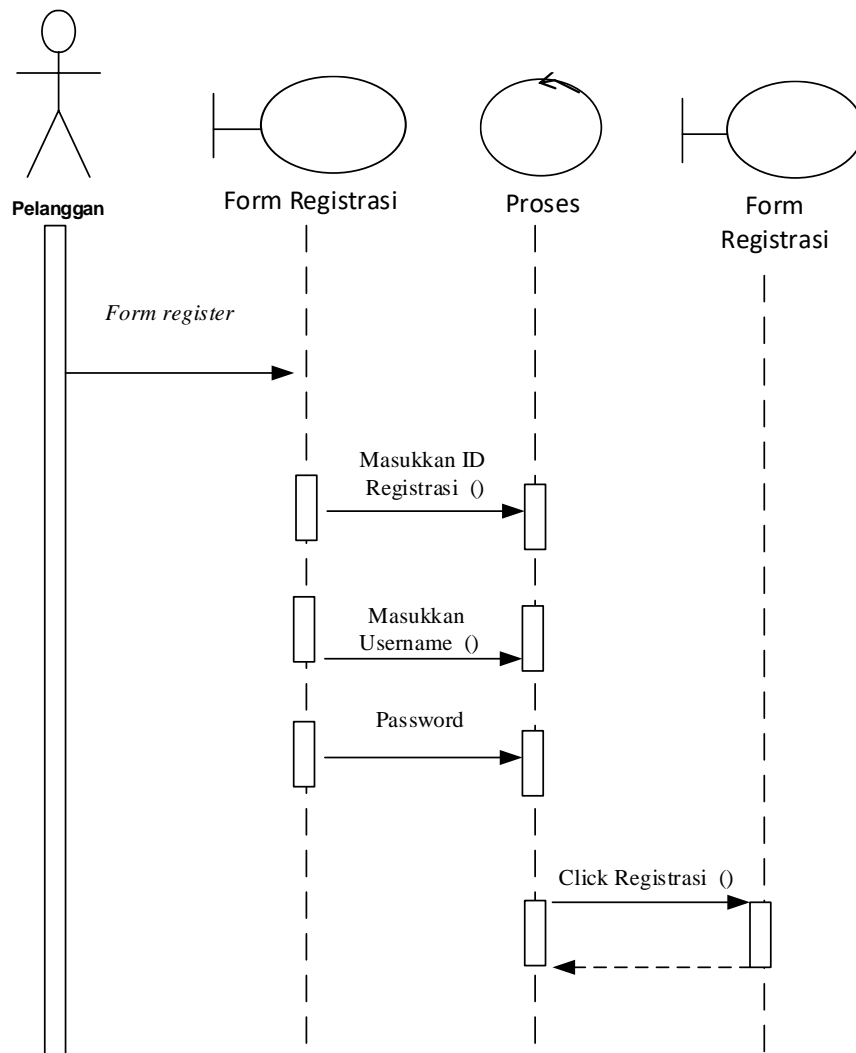 Pelanggan
Form Registrasi
Proses
Form
Registrasi
Form register
Masukkan ID
Registrasi ()
Masukkan
Username ()
Password
Click Registrasi ()